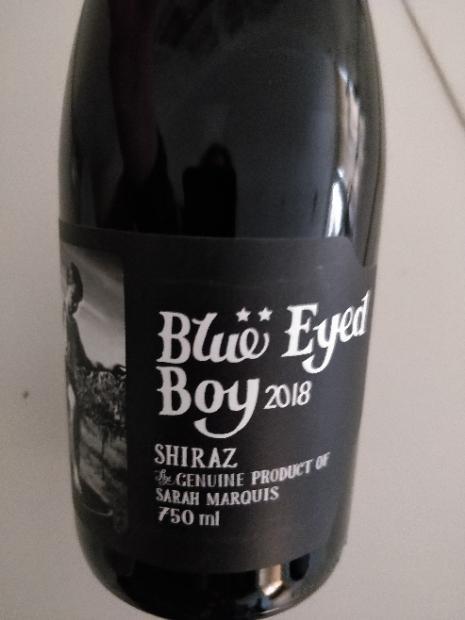 Blue Eyed
Boy 2018
SHIRAZ
The GENUINE PRODUCT OF
SARAH MARQUIS
750 ml